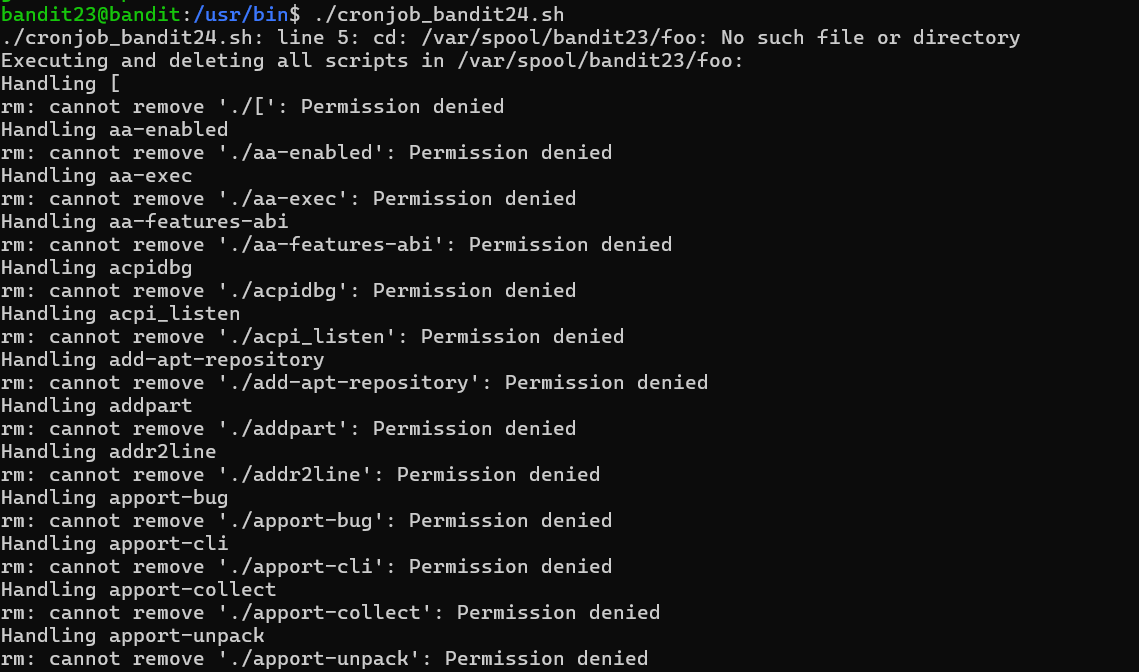 bandit23@bandit:/usr/bin$ ./cronjob_bandit24.sh
./cronjob_bandit24.sh: line 5: cd: /var/spool/bandit23/foo: No such file or directory
Executing and deleting all scripts in /var/spool/bandit23/foo:
Handling [
rm: cannot remove './[': Permission denied
Handling aa-enabled
rm: cannot remove './aa-enabled': Permission denied
Handling aa-exec
rm: cannot remove './aa-exec': Permission denied
Handling aa-features-abi
rm: cannot remove './aa-features-abi': Permission denied
Handling acpidbg
rm: cannot remove './acpidbg': Permission denied
Handling acpi_listen
rm: cannot remove './acpi_listen': Permission denied
Handling add-apt-repository
rm: cannot remove './add-apt-repository': Permission denied
Handling addpart
rm: cannot remove './addpart': Permission denied
Handling addr2line
rm: cannot remove './addr2line': Permission denied
Handling apport-bug
rm: cannot remove './apport-bug': Permission denied
Handling apport-cli
rm: cannot remove './apport-cli': Permission denied
Handling apport-collect
rm: cannot remove './apport-collect': Permission denied
Handling apport-unpack
rm: cannot remove './apport-unpack': Permission denied